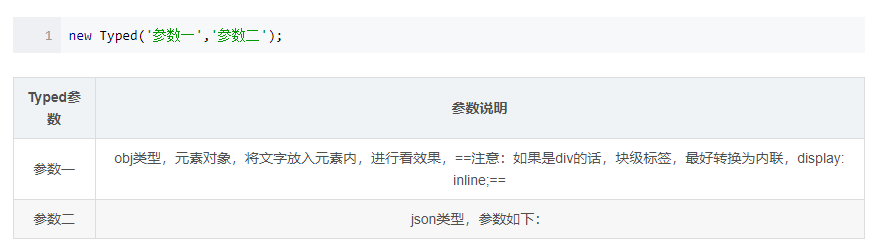 1 new Typed('参数一','参数二');
Typed参数 参数说明
参数一 obj类型，元素对象，将文字放入元素内，进行看效果，==注意：如果是div的话，块级标签，最好转换为内联，display:
inline;==
参数二 json类型，参数如下：